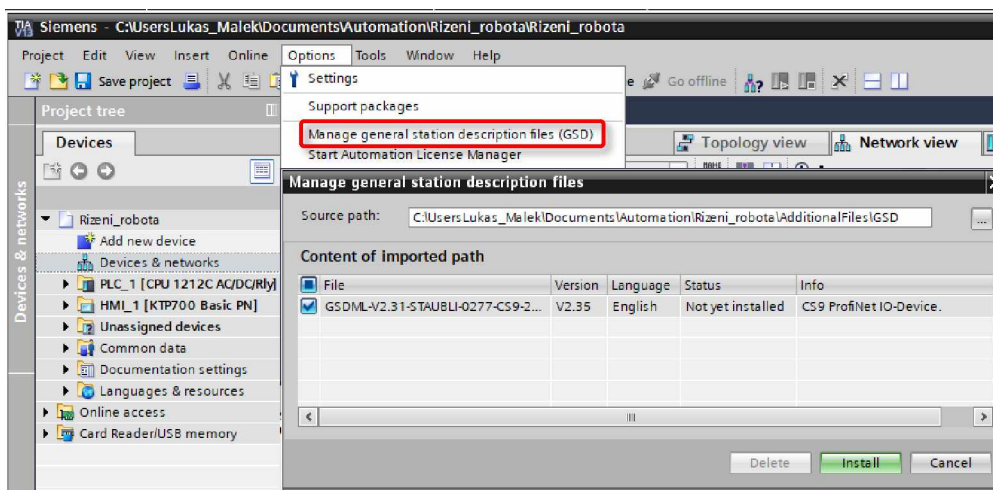 Siemens - C:\UsersLukas_Malek\Documents\Automation\Rizeni_robota\Rizeni_robota
Project Edit View Insert Online Options Tools Window Help
Save project
Go offline
Settings
Support packages
Manage general station description files (GSD)
Start Automation License Manager
Project tree
Devices
Topology view
Network view
Devices & networks
Rizeni_robota
Add new device
Devices & networks
PLC_1 [CPU 1212C AC/DC/Rly]
HMI_1 [KTP700 Basic PN]
Unassigned devices
Common data
Documentation settings
Languages & resources
Online access
Card Reader/USB memory
Manage general station description files
Source path: C:\UsersLukas_Malek\Documents\Automation\Rizeni_robota\AdditionalFiles\GSD
...
Content of imported path
File Version Language Status Info
GSDML-V2.31-STAUBLI-0277-CS9-2... V2.35 English Not yet installed CS9 ProfiNet IO-Device.
Delete Install Cancel